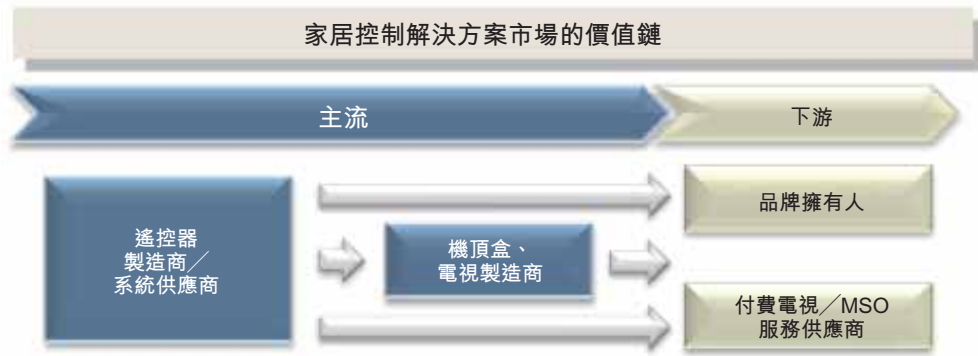 家居控制解決方案市場的價值鏈
主流
下游
遙控器
製造商／
系統供應商
機頂盒、
電視製造商
品牌擁有人
付費電視／MSO
服務供應商